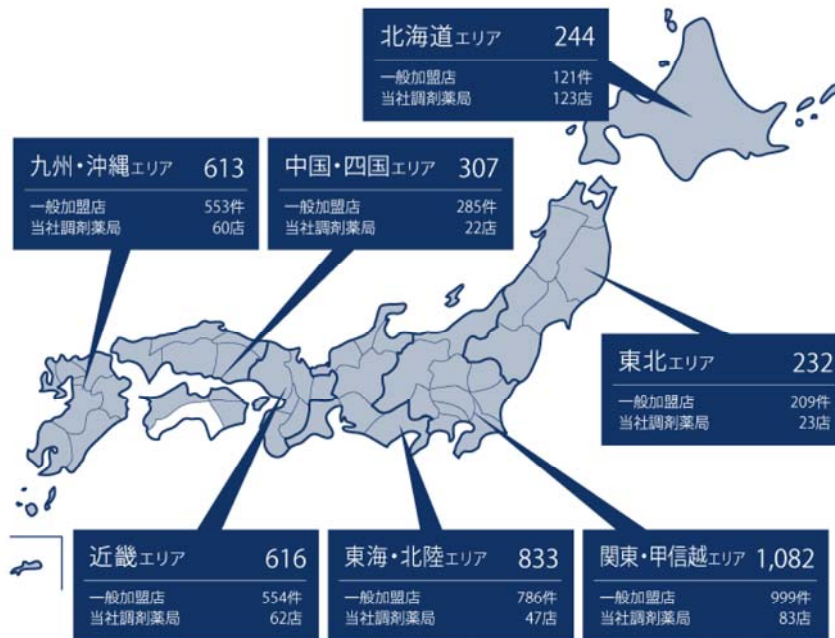 北海道エリア 244
一般加盟店 121件
当社調剤薬局 123店
九州・沖縄エリア 613
一般加盟店 553件
当社調剤薬局 60店
中国・四国エリア 307
一般加盟店 285件
当社調剤薬局 22店
東北エリア 232
一般加盟店 209件
当社調剤薬局 23店
近畿エリア 616
一般加盟店 554件
当社調剤薬局 62店
東海・北陸エリア 833
一般加盟店 786件
当社調剤薬局 47店
関東・甲信越エリア 1,082
一般加盟店 999件
当社調剤薬局 83店